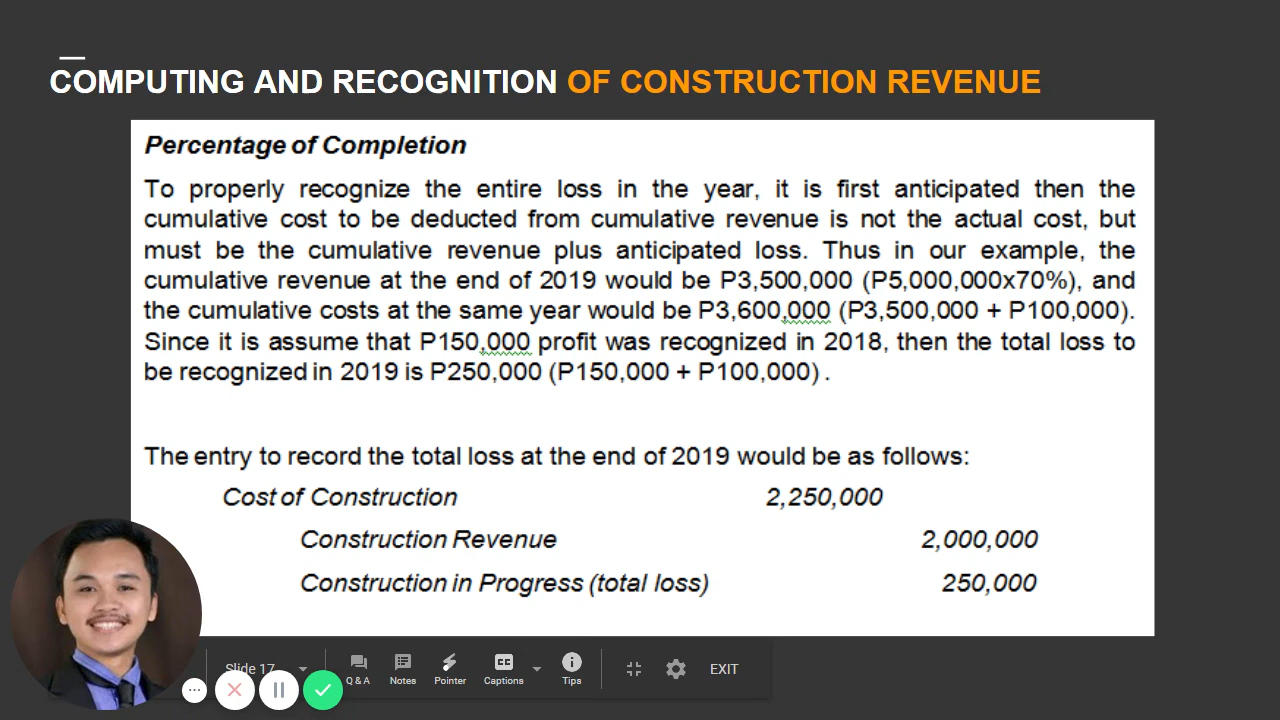 COMPUTING AND RECOGNITION OF CONSTRUCTION REVENUE
Percentage of Completion
To properly recognize the entire loss in the year, it is first anticipated then the
cumulative cost to be deducted from cumulative revenue is not the actual cost, but
must be the cumulative revenue plus anticipated loss. Thus in our example, the
cumulative revenue at the end of 2019 would be P3,500,000 (P5,000,000x70%), and
the cumulative costs at the same year would be P3,600,000 (P3,500,000 + P100,000).
Since it is assume that P150,000 profit was recognized in 2018, then the total loss to
be recognized in 2019 is P250,000 (P150,000 + P100,000) .
The entry to record the total loss at the end of 2019 would be as follows:
Cost of Construction 2,250,000
Construction Revenue 2,000,000
Construction in Progress (total loss) 250,000
Slide 17
Q & A Notes Pointer Captions Tips EXIT